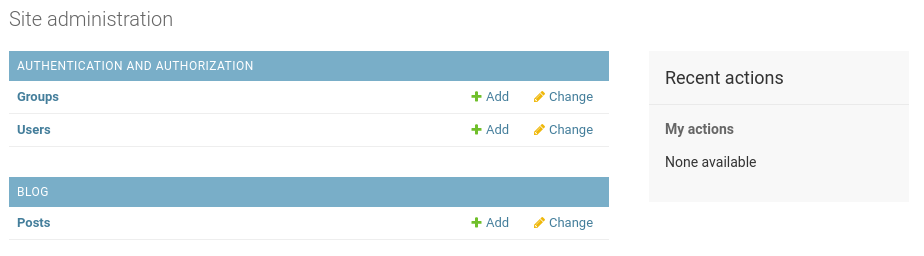 Site administration
AUTHENTICATION AND AUTHORIZATION
Groups Add Change
Users Add Change
BLOG
Posts Add Change
Recent actions
My actions
None available